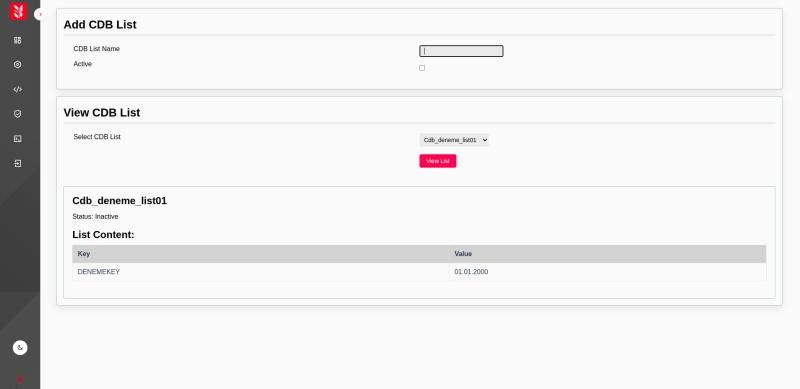 Add CDB List
CDB List Name
Active
View CDB List
Select CDB List
Cdb_deneme_list01
View List
Cdb_deneme_list01
Status: Inactive
List Content:
Key Value
DENEMEKEY 01.01.2000